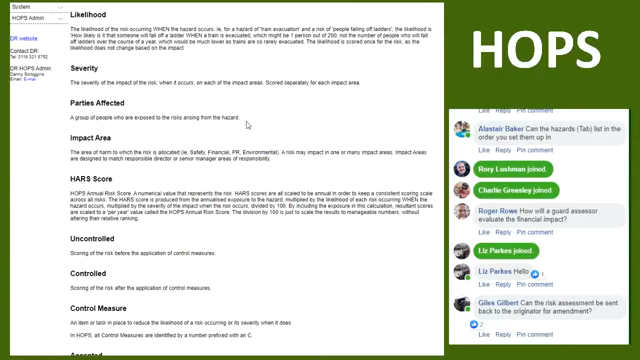 System
HOPS Admin
DR website
Contact DR:
Tel: 0116 321 8752
DR HOPS Admin:
Danny Scroggins
Email: E-mail
Likelihood
The likelihood of the risk occurring WHEN the hazard occurs. Ie, for a hazard of 'train evacuation' and a risk of 'people falling off ladders', the likelihood is
'How likely is it that someone will fall off a ladder WHEN a train is evacuated, which might be 1 person out of 200, not the number of people who will fall
off ladders over the course of a year, which would be much lower as trains are so rarely evacuated. The likelihood is scored once for the risk, as the
likelihood does not change based on the impact
Severity
The severity of the impact of the risk, when it occurs, on each of the impact areas. Scored separately for each impact area.
Parties Affected
A group of people who are exposed to the risks arising from the hazard.
Impact Area
The area of harm to which the risk is allocated (ie, Safety, Financial, PR, Environmental). A risk may impact in one or many impact areas. Impact Areas
are designed to match responsible director or senior manager areas of responsibility.
HARS Score
HOPS Annual Risk Score. A numerical value that represents the risk. HARS scores are all scaled to be annual in order to keep a consistent scoring scale
across all risks. The HARS score is produced from the annualised exposure to the hazard, multiplied by the likelihood of each risk occurring WHEN the
hazard occurs, multiplied by the severity of the impact when the risk occurs, divided by 100. By including the exposure in this calculation, resultant scores
are scaled to a 'per year' value called the HOPS Annual Risk Score. The division by 100 is just to scale the results to manageable numbers, without
altering their relative ranking.
Uncontrolled
Scoring of the risk before the application of control measures.
Controlled
Scoring of the risk after the application of control measures.
Control Measure
An item or task in place to reduce the likelihood of a risk occurring or its severity when it does.
In HOPS, all Control Measures are identified by a number prefixed with an C.
Accepted
HOPS
Like · Reply · Pin comment
Alastair Baker Can the hazards (Tab) list in the
order you set them up in
Like · Reply · Pin comment
Rory Lushman joined.
Charlie Greasley joined.
Roger Rowe How will a guard assessor
evaluate the financial impact?
Like · Reply · Pin comment
Liz Parkes joined.
Liz Parkes Hello
1
Like · Reply · Pin comment
Giles Gilbert Can the risk assessment be sent
back to the originator for amendment?
2
Like · Reply · Pin comment